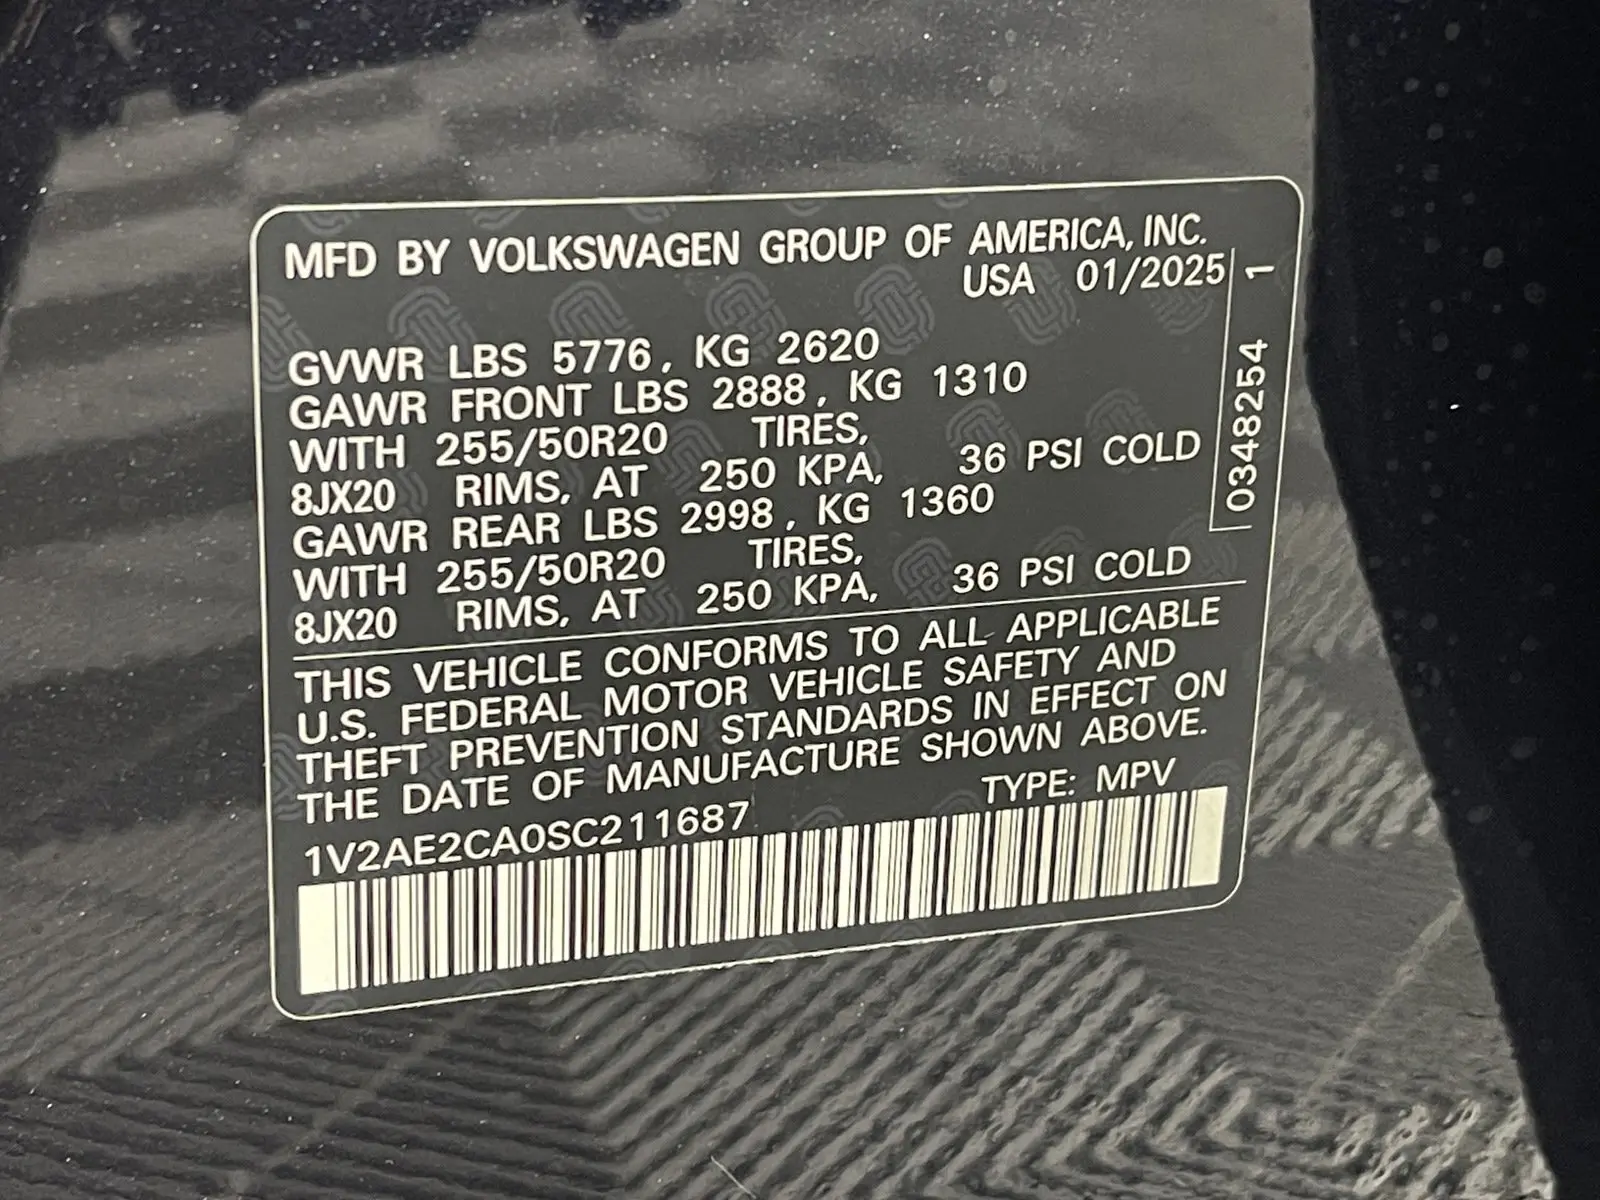 MFD BY VOLKSWAGEN GROUP OF AMERICA, INC.
USA 01/2025
GVWR LBS 5776, KG 2620
GAWR FRONT LBS 2888, KG 1310
WITH 255/50R20 TIRES,
8JX20 RIMS, AT 250 KPA, 36 PSI COLD
GAWR REAR LBS 2998, KG 1360
WITH 255/50R20 TIRES,
8JX20 RIMS, AT 250 KPA, 36 PSI COLD
0348254 1
THIS VEHICLE CONFORMS TO ALL APPLICABLE
U.S. FEDERAL MOTOR VEHICLE SAFETY AND
THEFT PREVENTION STANDARDS IN EFFECT ON
THE DATE OF MANUFACTURE SHOWN ABOVE.
1V2AE2CA0SC211687 TYPE: MPV